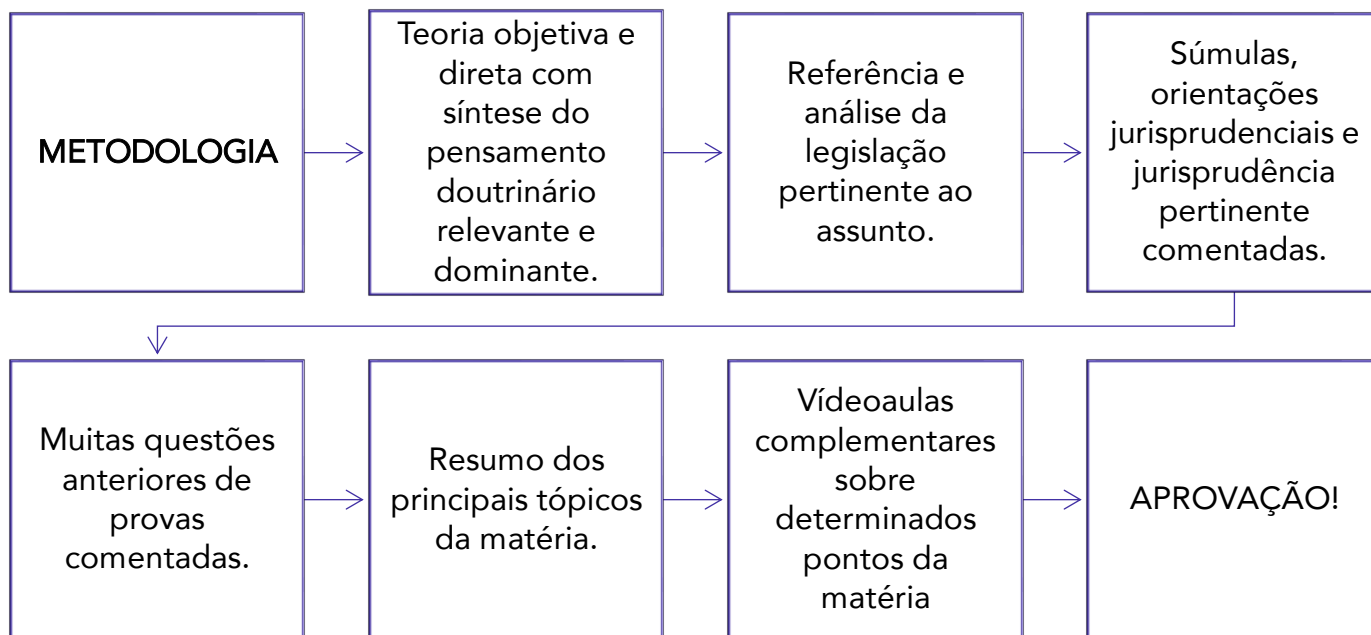 METODOLOGIA
Teoria objetiva e
direta com
síntese do
pensamento
doutrinário
relevante e
dominante.
Referência e
análise da
legislação
pertinente ao
assunto.
Súmulas,
orientações
jurisprudenciais e
jurisprudência
pertinente
comentadas.
Muitas questões
anteriores de
provas
comentadas.
Resumo dos
principais tópicos
da matéria.
Vídeoaulas
complementares
sobre
determinados
pontos da
matéria
APROVAÇÃO!